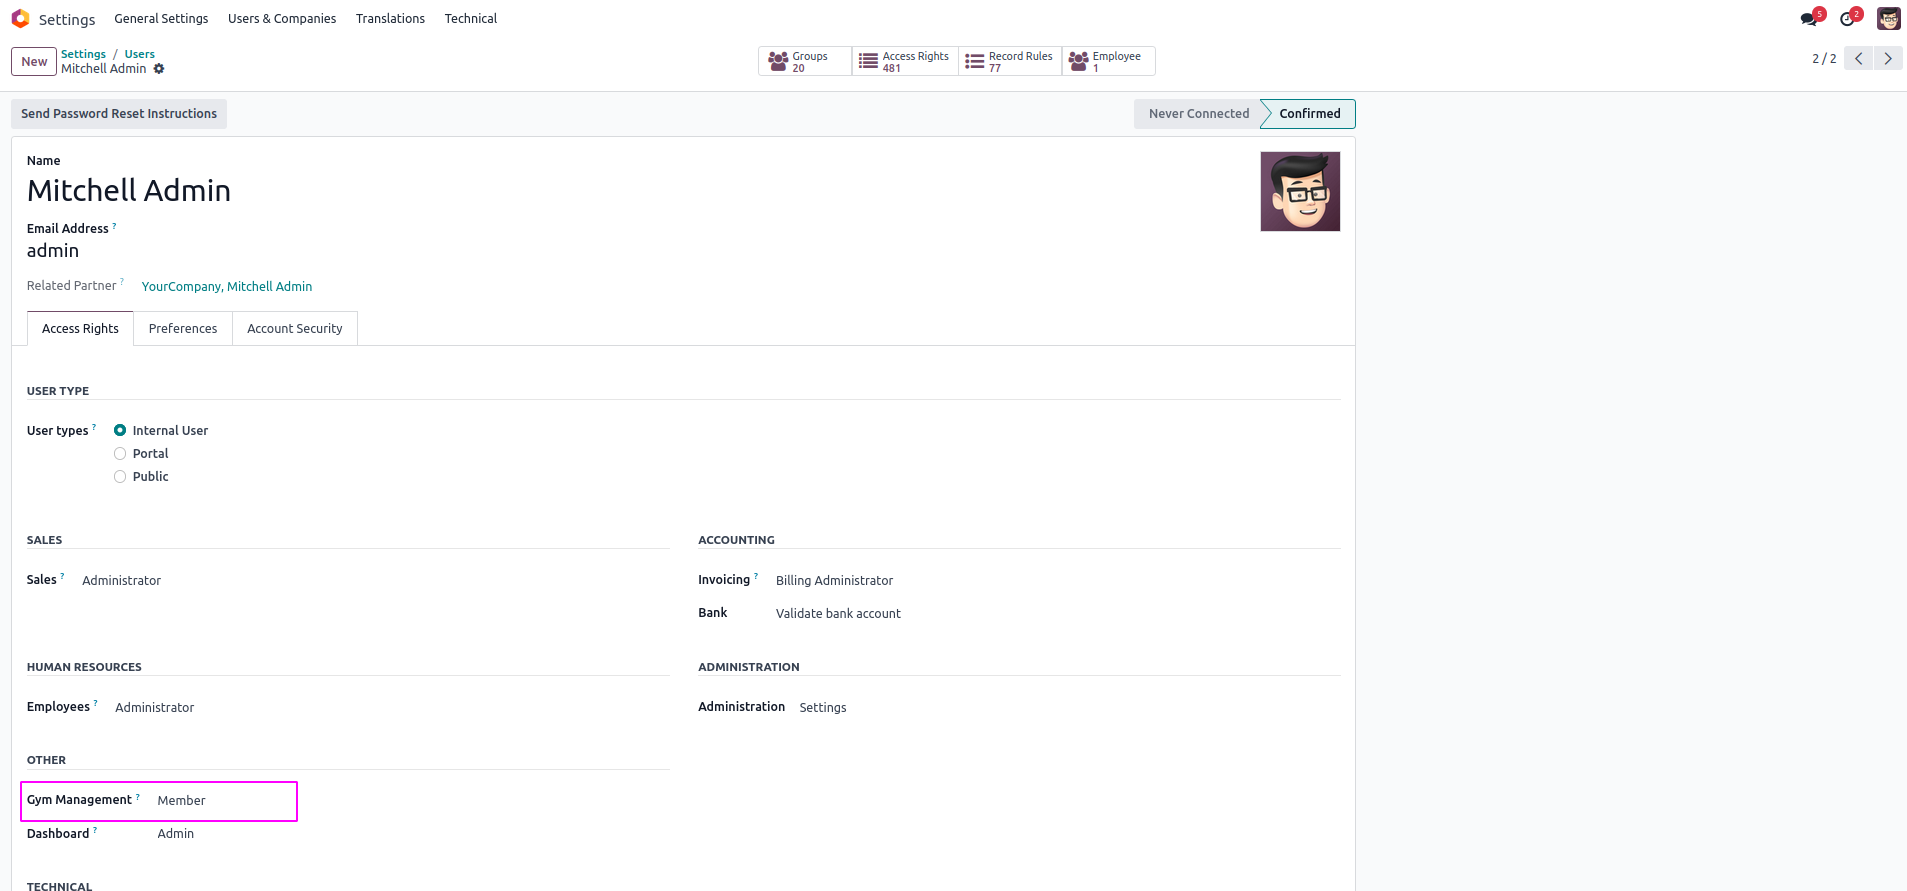 Settings General Settings Users & Companies Translations Technical 5 2
New Settings / Users
Mitchell Admin
Groups 20 Access Rights 481 Record Rules 77 Employee 1
2 / 2
Send Password Reset Instructions Never Connected Confirmed
Name
Mitchell Admin
Email Address ?
admin
Related Partner ? YourCompany, Mitchell Admin
Access Rights Preferences Account Security
USER TYPE
User types ? Internal User
Portal
Public
SALES ACCOUNTING
Sales ? Administrator Invoicing ? Billing Administrator
Bank Validate bank account
HUMAN RESOURCES ADMINISTRATION
Employees ? Administrator Administration Settings
OTHER
Gym Management ? Member
Dashboard ? Admin
TECHNICAL